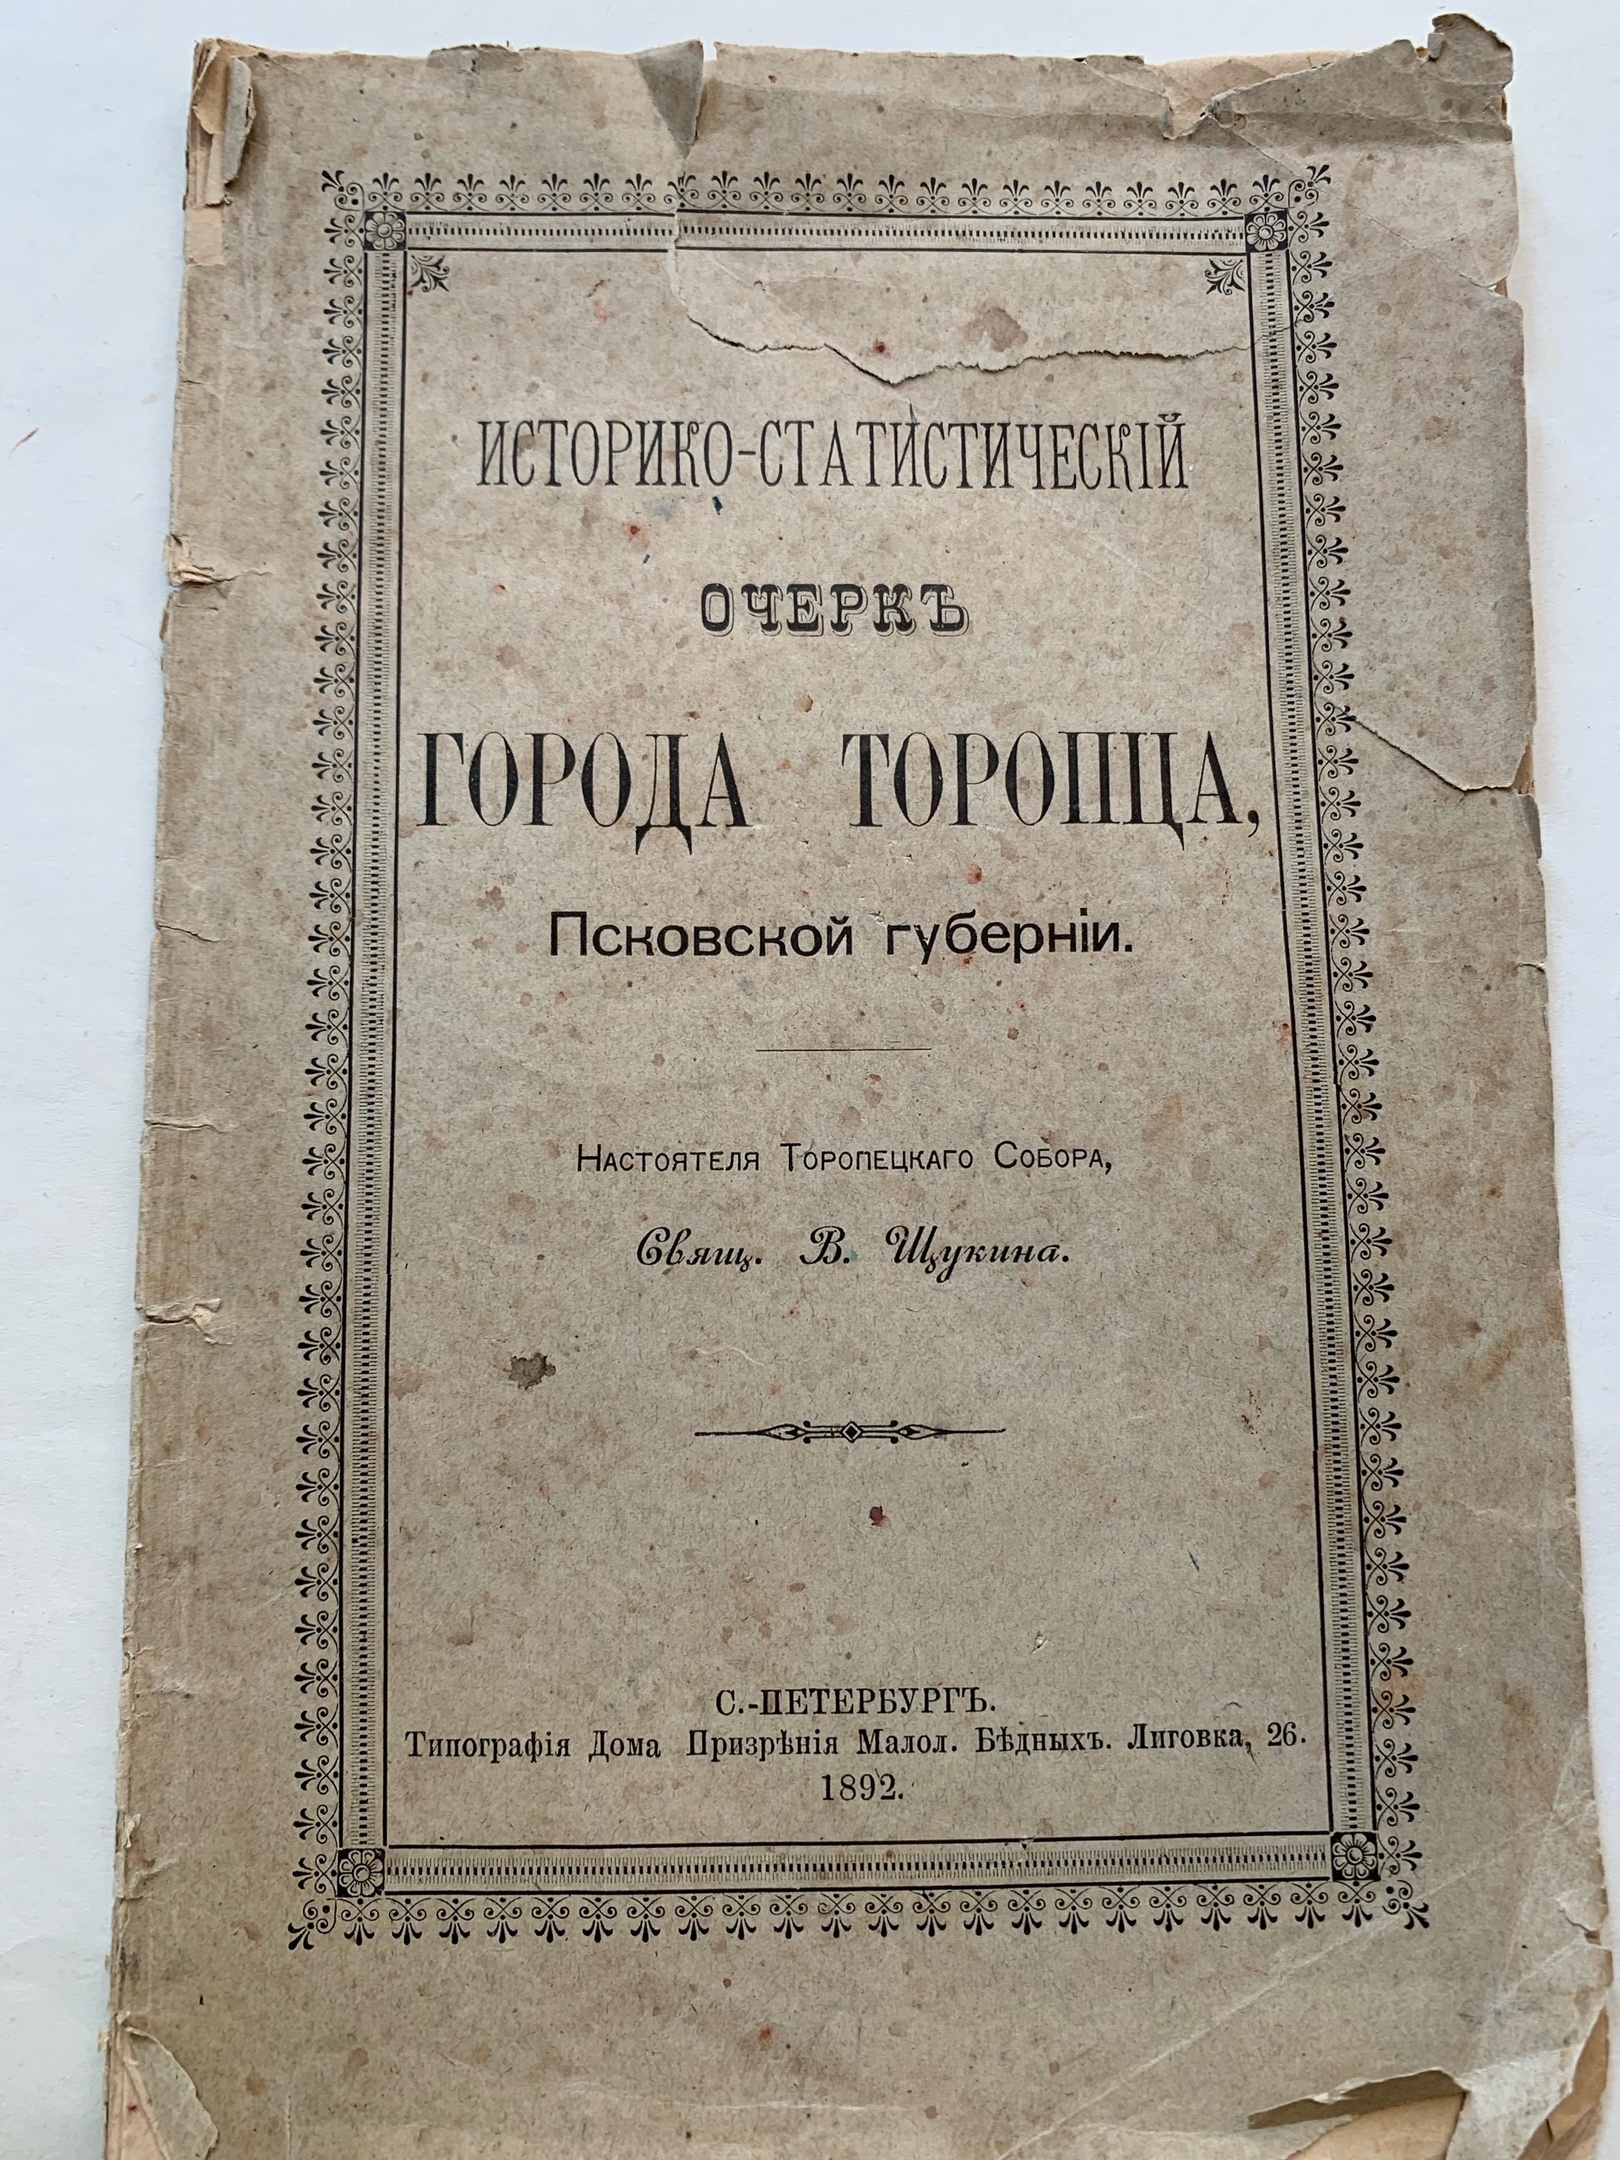 ИСТОРИКО-СТАТИСТИЧЕСКІЙ
ОЧЕРКЪ
ГОРОДА ТОРОПЦА,
Псковской губерніи.
Настоятеля Торопецкаго Собора,
Свящ. В. Щукина.
С.-ПЕТЕРБУРГЪ.
Типографія Дома Призрѣнія Малол. Бѣдныхъ. Лиговка, 26.
1892.